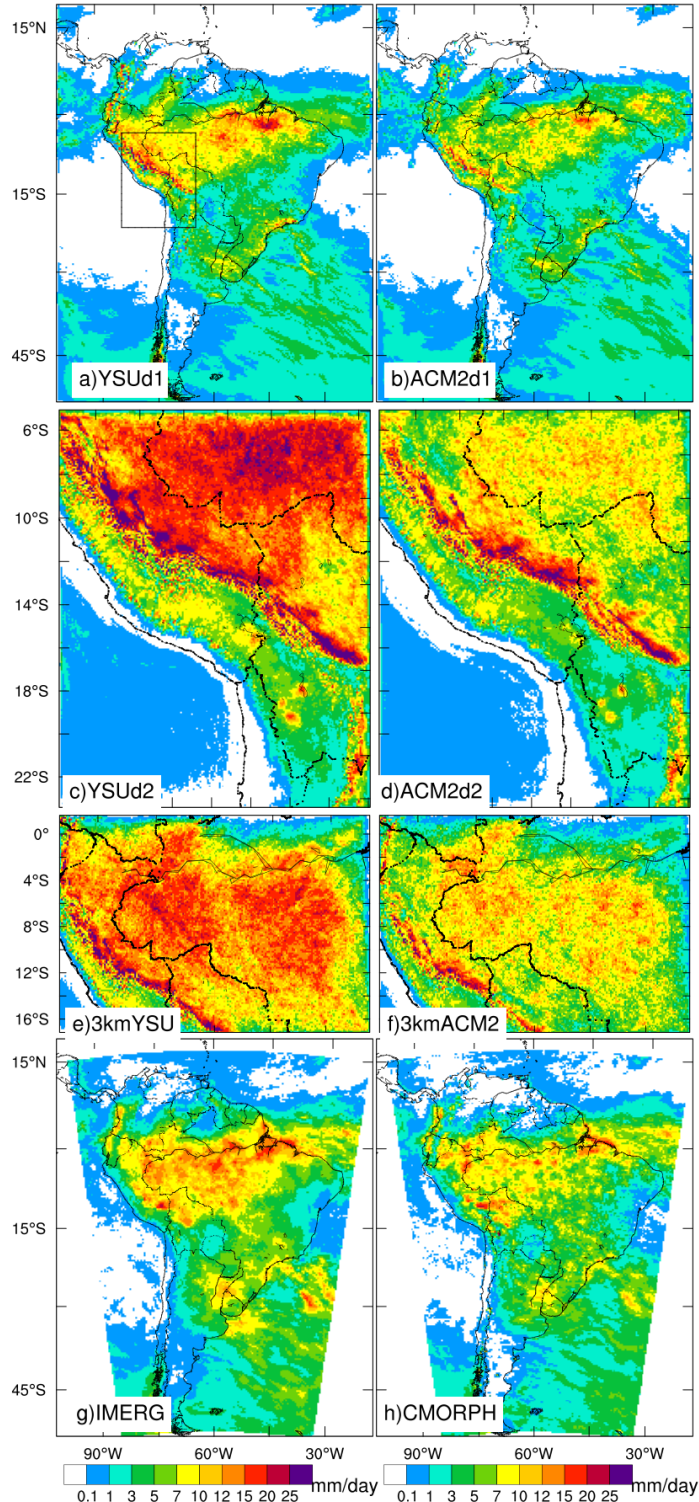 15°N
15°S
45°S
a)YSUd1
b)ACM2d1
6°S
10°S
14°S
18°S
22°S
c)YSUd2
d)ACM2d2
0°
4°S
8°S
12°S
16°S
e)3kmYSU
f)3kmACM2
15°N
15°S
45°S
g)IMERG
h)CMORPH
90°W 60°W 30°W 90°W 60°W 30°W
0.1 1 3 5 7 10 12 15 20 25 mm/day 0.1 1 3 5 7 10 12 15 20 25 mm/day